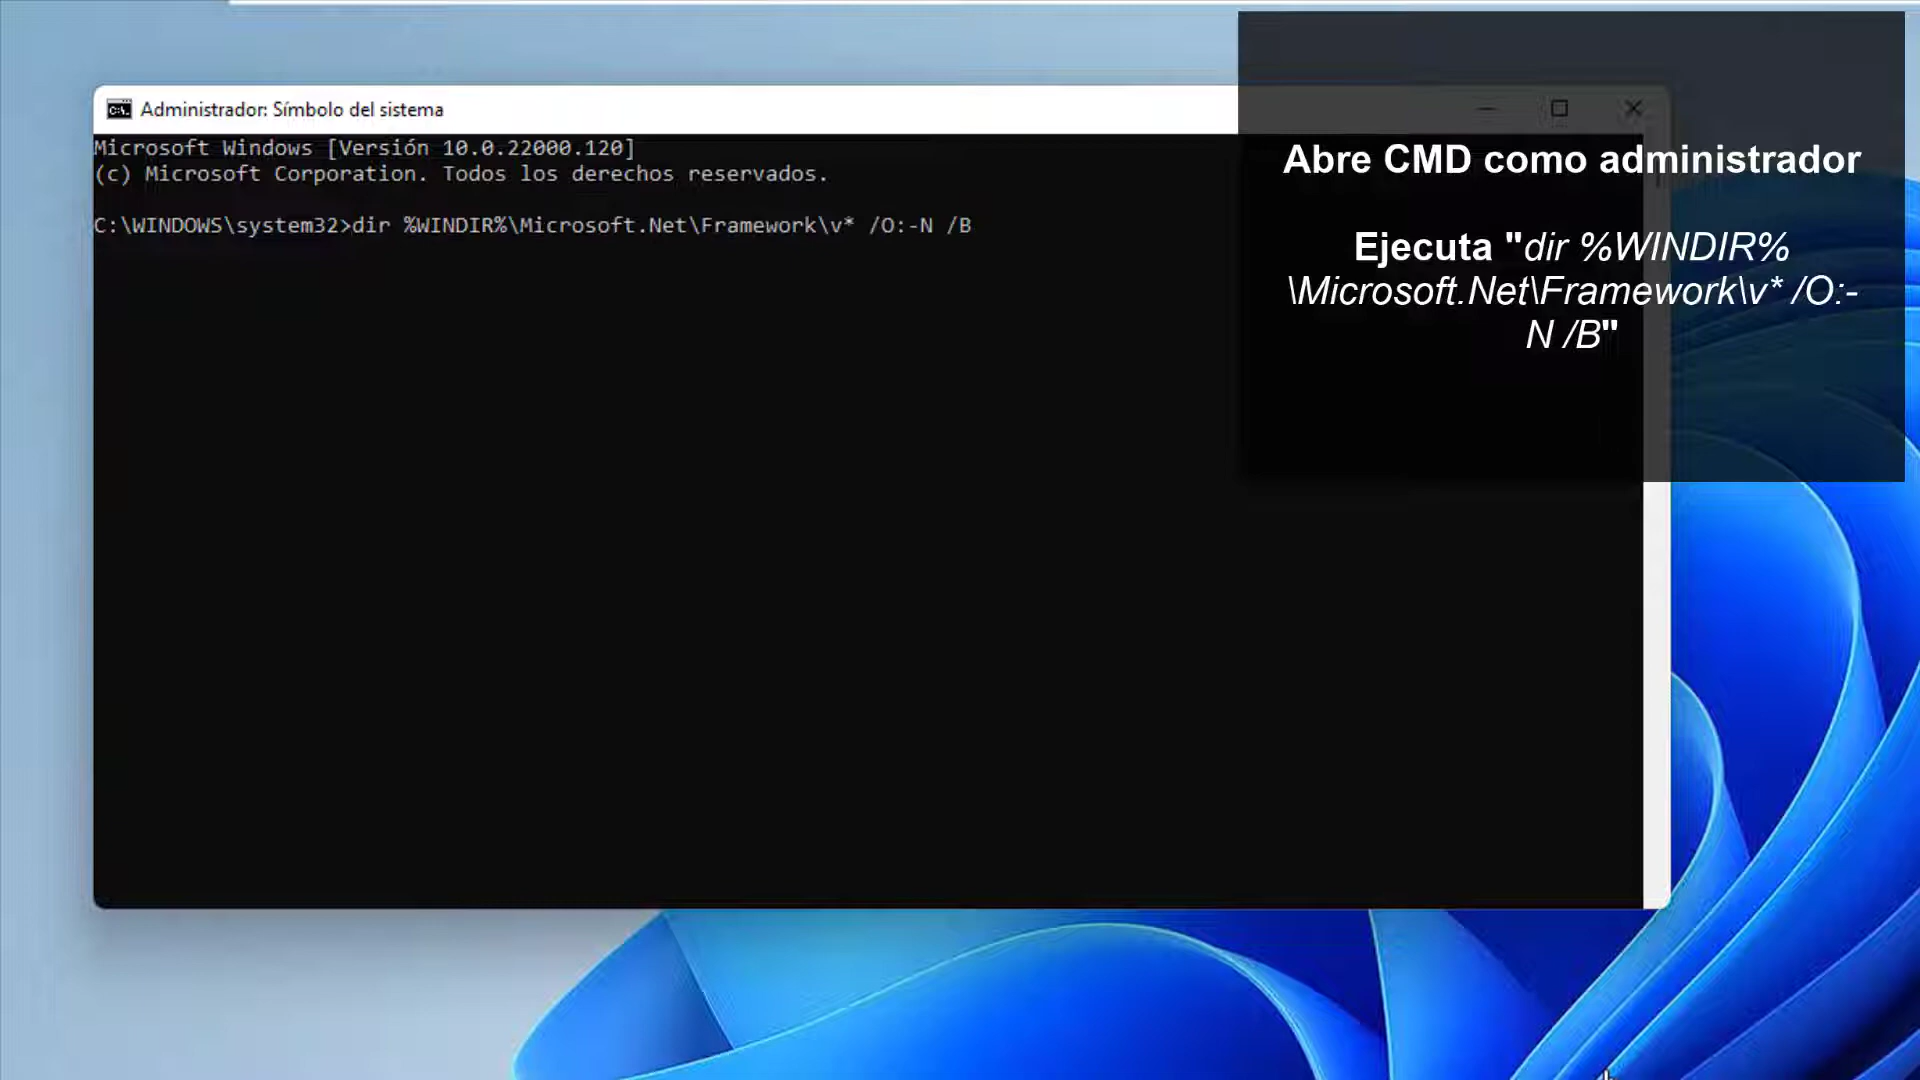 Administrador: Símbolo del sistema
Microsoft Windows [Versión 10.0.22000.120]
(c) Microsoft Corporation. Todos los derechos reservados.
C:\WINDOWS\system32>dir %WINDIR%\Microsoft.Net\Framework\v* /O:-N /B
Abre CMD como administrador
Ejecuta "dir %WINDIR%
\Microsoft.Net\Framework\v* /O:-
N /B"